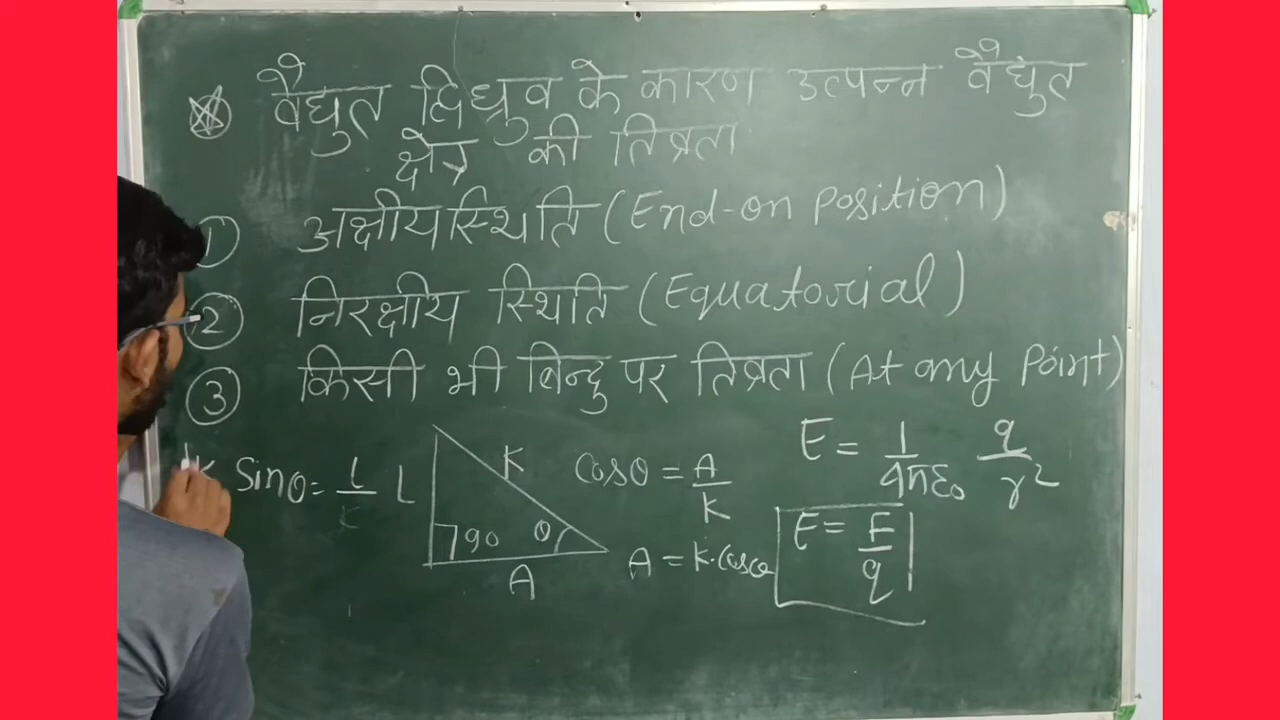 वैद्युत द्विध्रुव के कारण उत्पन्न वैद्युत
क्षेत्र की तिव्रता
1 अक्षीय स्थिति (End-on Position)
2 निरक्षीय स्थिति (Equatorial)
3 किसी भी बिन्दु पर तिव्रता (At any Point)
K Sinθ = L/K
L K 90 θ A
Cosθ = A/K
A = K.Cosθ
E = 1/4πε₀ q/r²
E = F/q